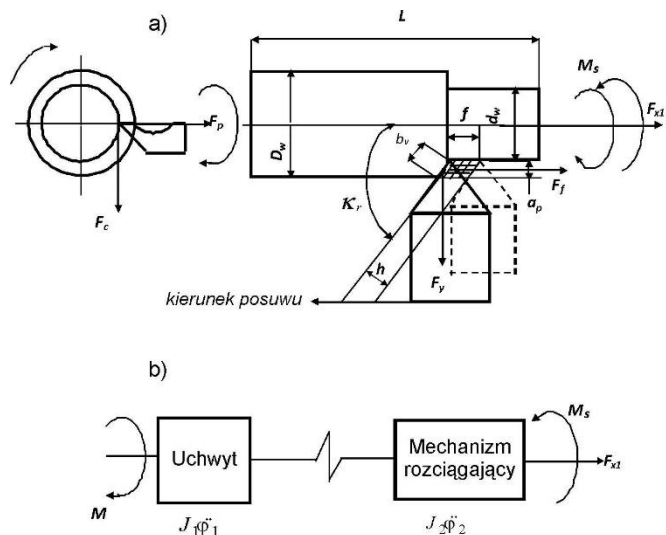 a)
L
M_s
F_p
F_x1
D_w
b_v
f
d_w
F_c
κ_r
F_f
a_p
h
F_y
kierunek posuwu
b)
M_s
Uchwyt
Mechanizm
rozciągający
F_x1
M
J_1φ̈_1
J_2φ̈_2